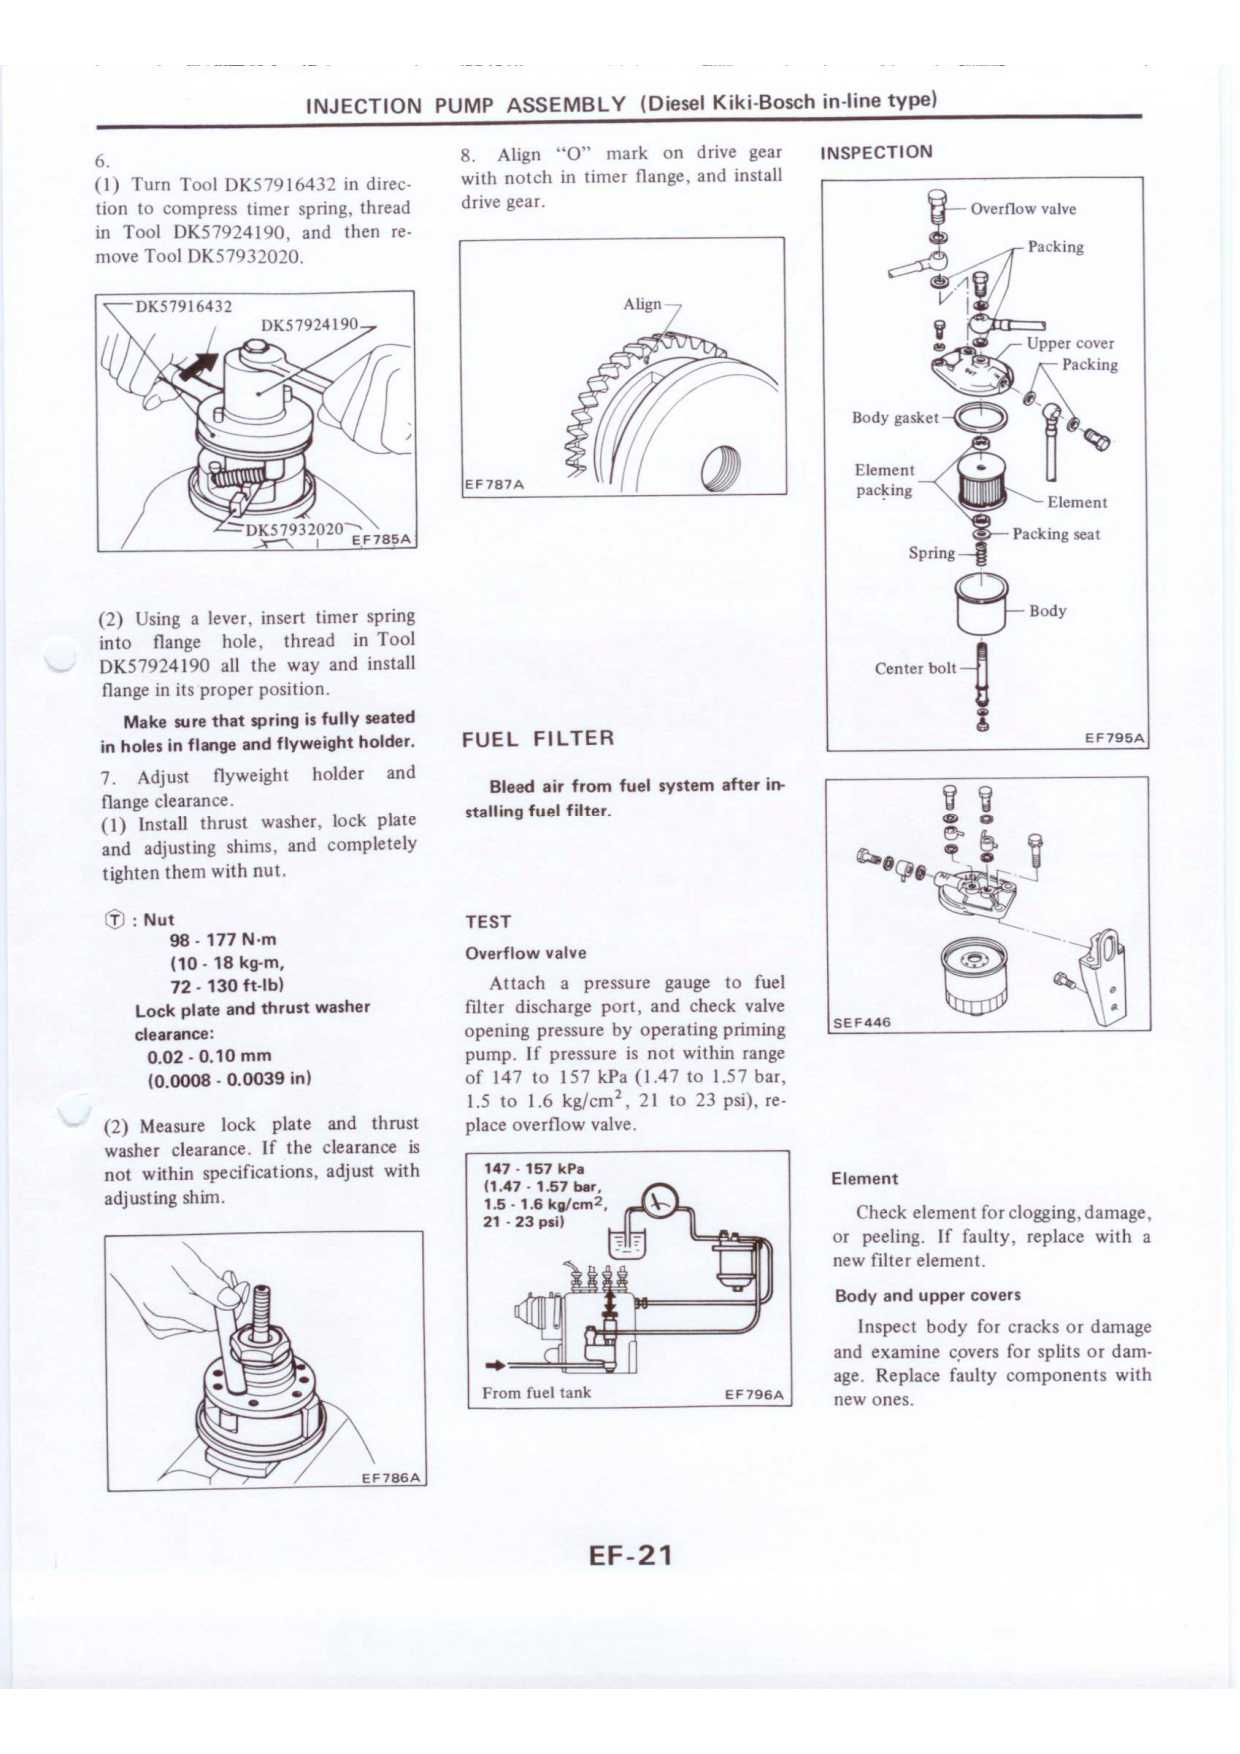 INJECTION PUMP ASSEMBLY (Diesel Kiki-Bosch in-line type)
6.
(1) Turn Tool DK57916432 in direc-
tion to compress timer spring, thread
in Tool DK57924190, and then re-
move Tool DK57932020.
DK57916432
DK57924190
DK57932020
EF785A
(2) Using a lever, insert timer spring
into flange hole, thread in Tool
DK57924190 all the way and install
flange in its proper position.
Make sure that spring is fully seated
in holes in flange and flyweight holder.
7. Adjust flyweight holder and
flange clearance.
(1) Install thrust washer, lock plate
and adjusting shims, and completely
tighten them with nut.
Ⓣ : Nut
98 - 177 N·m
(10 - 18 kg-m,
72 - 130 ft-lb)
Lock plate and thrust washer
clearance:
0.02 - 0.10 mm
(0.0008 - 0.0039 in)
(2) Measure lock plate and thrust
washer clearance. If the clearance is
not within specifications, adjust with
adjusting shim.
EF786A
8. Align “O” mark on drive gear
with notch in timer flange, and install
drive gear.
Align
EF787A
FUEL FILTER
Bleed air from fuel system after in-
stalling fuel filter.
TEST
Overflow valve
Attach a pressure gauge to fuel
filter discharge port, and check valve
opening pressure by operating priming
pump. If pressure is not within range
of 147 to 157 kPa (1.47 to 1.57 bar,
1.5 to 1.6 kg/cm², 21 to 23 psi), re-
place overflow valve.
147 - 157 kPa
(1.47 - 1.57 bar,
1.5 - 1.6 kg/cm²,
21 - 23 psi)
From fuel tank
EF796A
INSPECTION
Overflow valve
Packing
Upper cover
Packing
OUT
Body gasket
Element
packing
Element
Packing seat
Spring
Body
Center bolt
EF795A
SEF446
Element
Check element for clogging, damage,
or peeling. If faulty, replace with a
new filter element.
Body and upper covers
Inspect body for cracks or damage
and examine covers for splits or dam-
age. Replace faulty components with
new ones.
EF-21